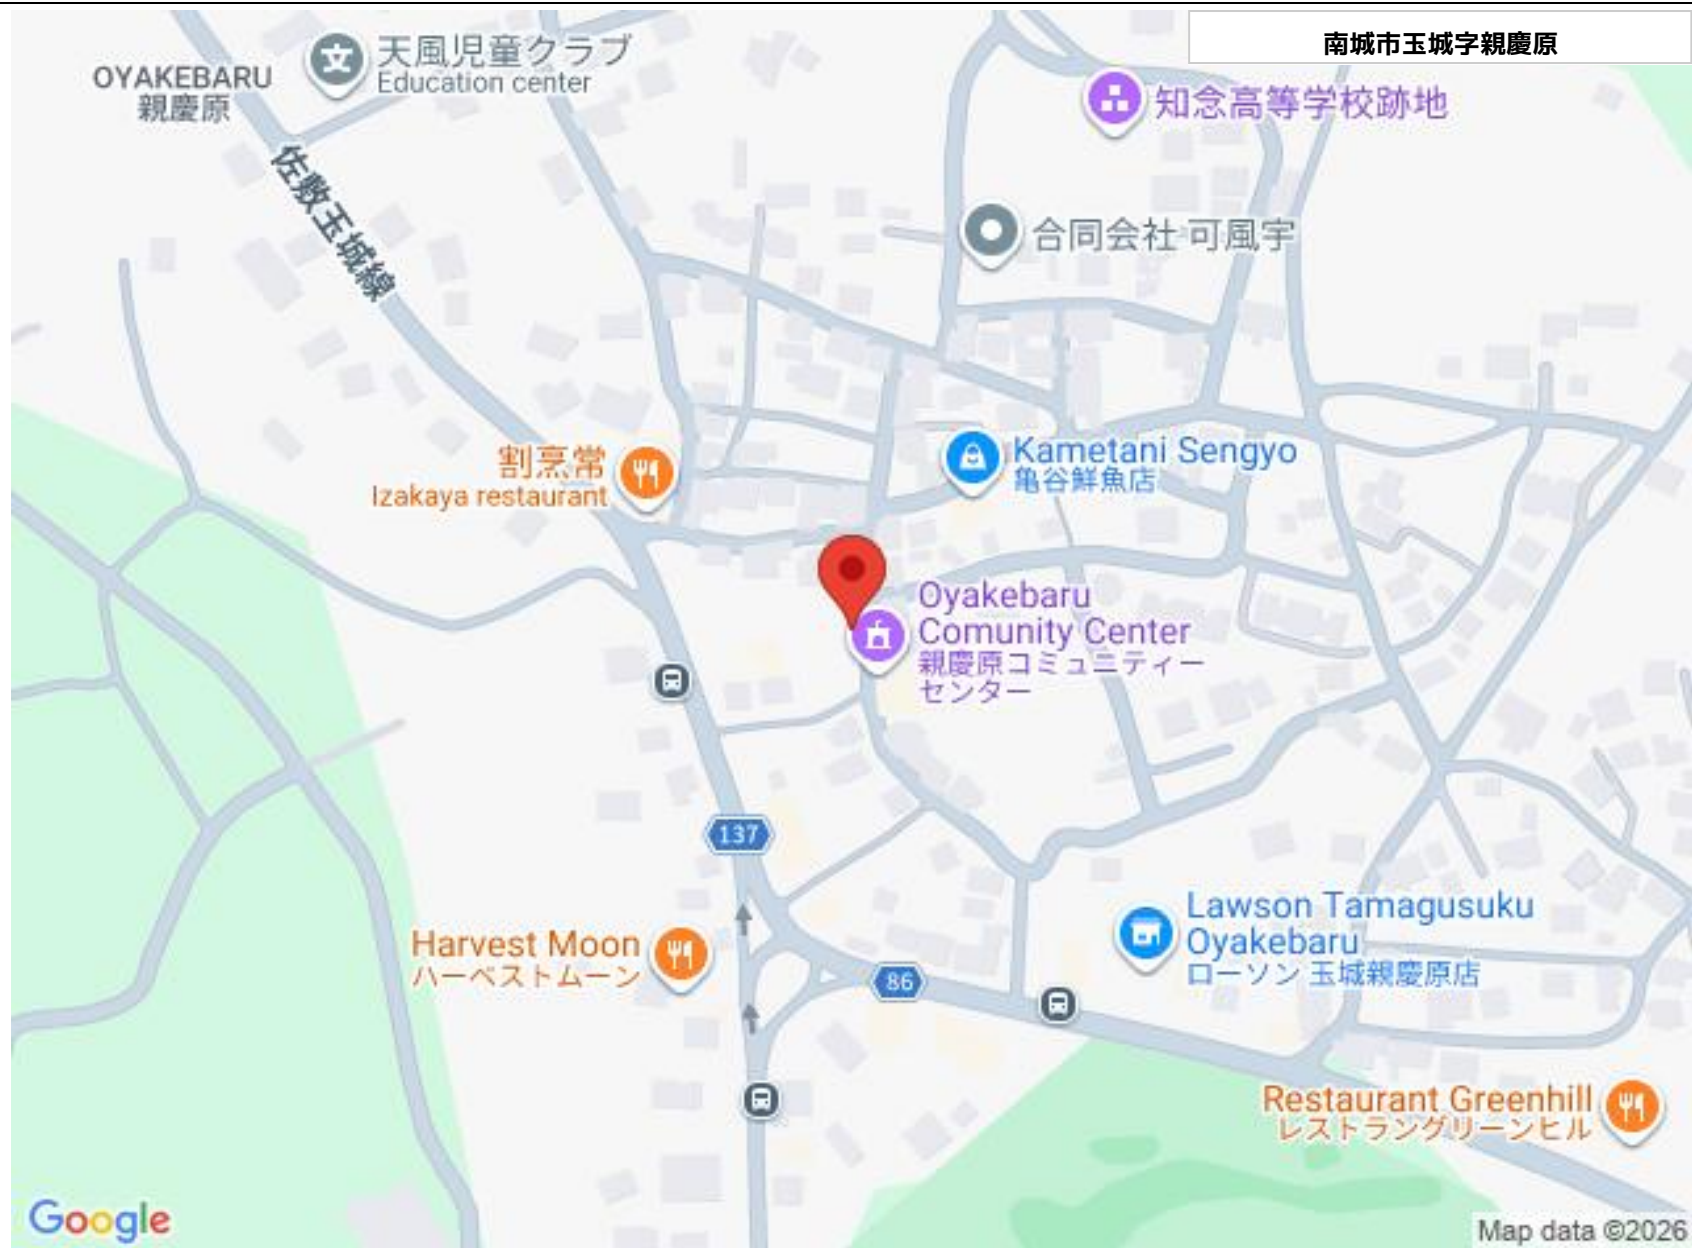 南城市玉城字親慶原
天風児童クラブ
Education center
OYAKEBARU
親慶原
知念高等学校跡地
佐敷玉城線
合同会社 可風宇
割烹常
Izakaya restaurant
Kametani Sengyo
亀谷鮮魚店
Oyakebaru
Comunity Center
親慶原コミュニティー
センター
137
Harvest Moon
ハーベストムーン
86
Lawson Tamagusuku
Oyakebaru
ローソン 玉城親慶原店
Restaurant Greenhill
レストラングリーンヒル
Google
Map data ©2026